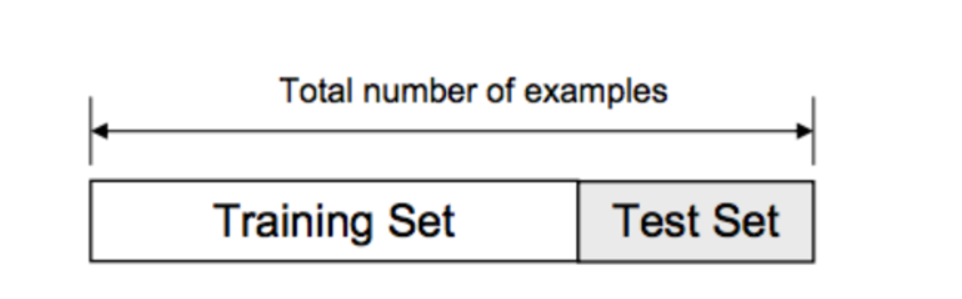 Total number of examples
Training Set
Test Set